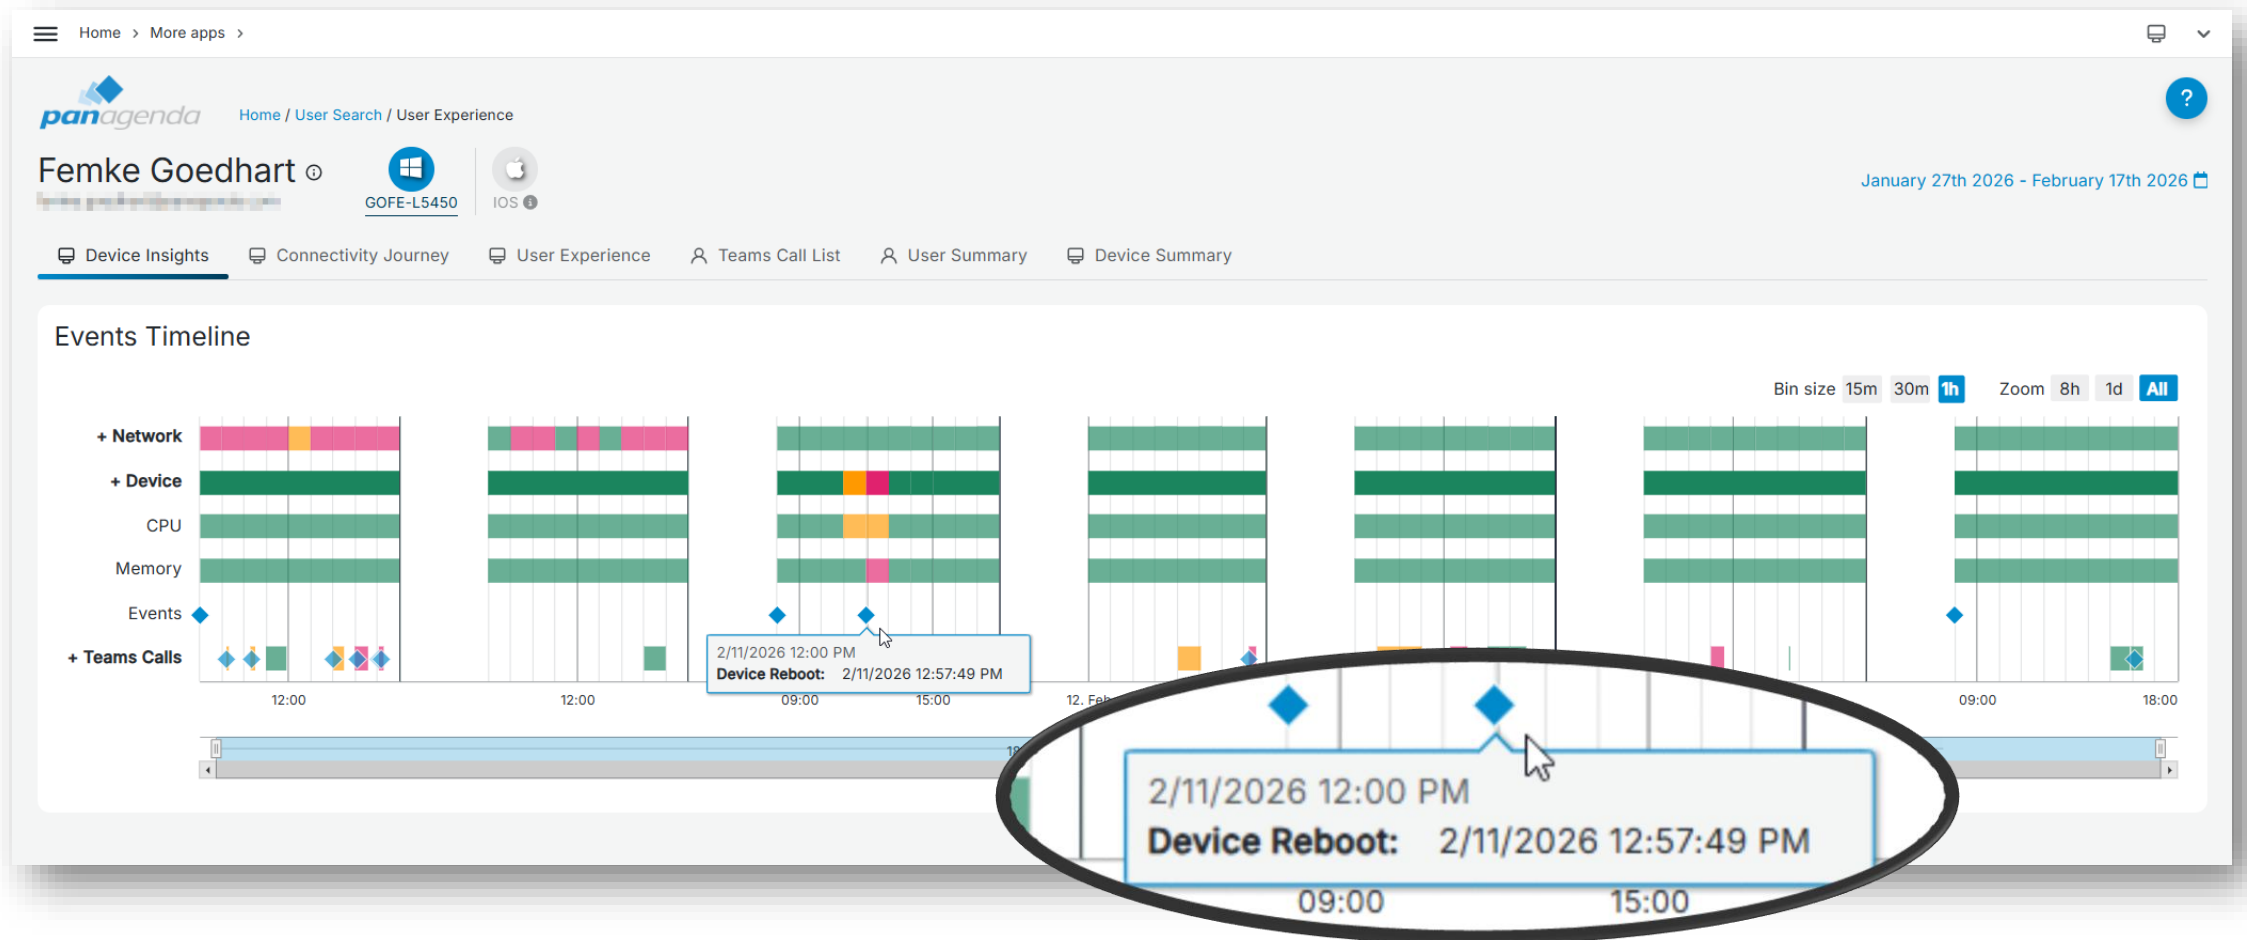 Home > More apps >
panagenda
Home / User Search / User Experience
?
Femke Goedhart
GOFE-L5450
IOS
January 27th 2026 - February 17th 2026
Device Insights
Connectivity Journey
User Experience
Teams Call List
User Summary
Device Summary
Events Timeline
Bin size 15m 30m 1h Zoom 8h 1d All
+ Network
+ Device
CPU
Memory
Events
+ Teams Calls
2/11/2026 12:00 PM
Device Reboot: 2/11/2026 12:57:49 PM
12:00 12:00 09:00 15:00 12. Feb 09:00 18:00
2/11/2026 12:00 PM
Device Reboot: 2/11/2026 12:57:49 PM
09:00 15:00